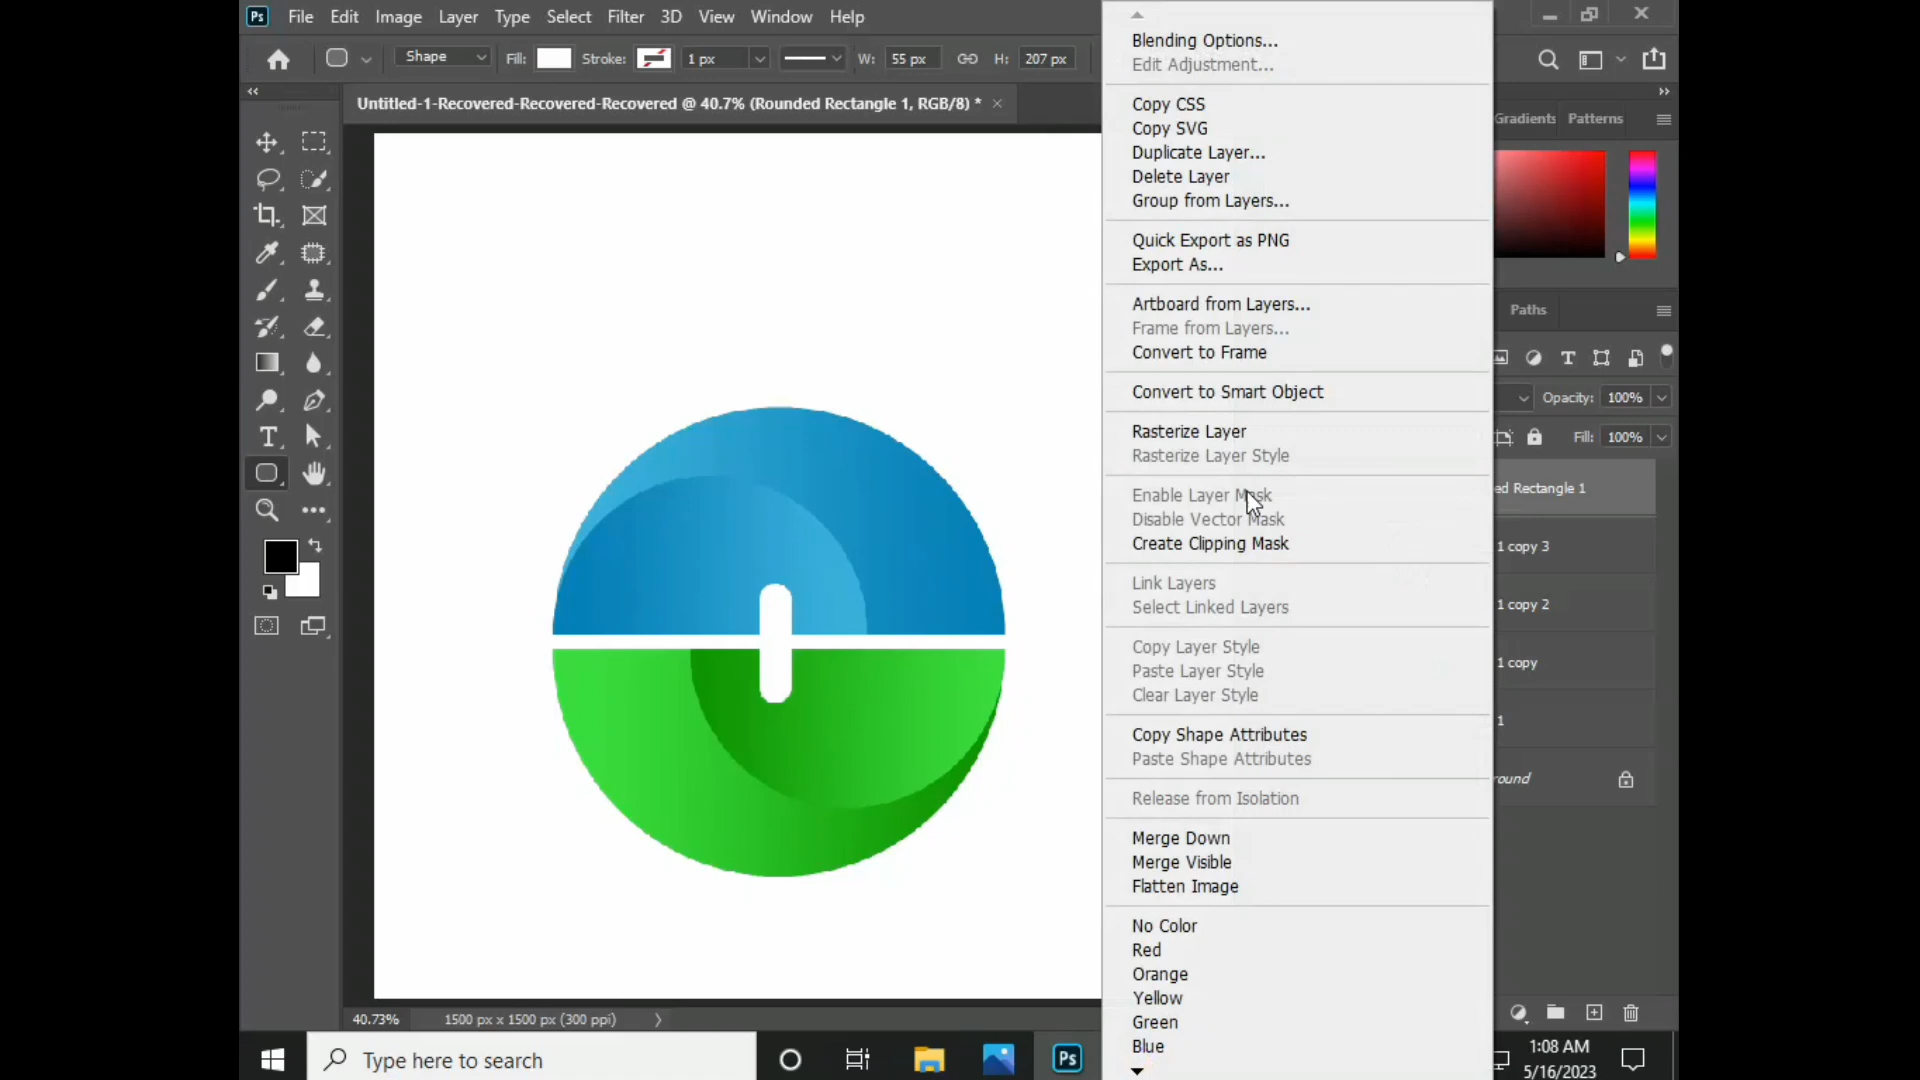 Ps File Edit Image Layer Type Select Filter 3D View Window Help
Shape Fill: Stroke: 1 px W: 55 px H: 207 px
Untitled-1-Recovered-Recovered-Recovered @ 40.7% (Rounded Rectangle 1, RGB/8) *
Blending Options...
Edit Adjustment...
Copy CSS
Copy SVG
Duplicate Layer...
Delete Layer
Group from Layers...
Quick Export as PNG
Export As...
Artboard from Layers...
Frame from Layers...
Convert to Frame
Convert to Smart Object
Rasterize Layer
Rasterize Layer Style
Enable Layer Mask
Disable Vector Mask
Create Clipping Mask
Link Layers
Select Linked Layers
Copy Layer Style
Paste Layer Style
Clear Layer Style
Copy Shape Attributes
Paste Shape Attributes
Release from Isolation
Merge Down
Merge Visible
Flatten Image
No Color
Red
Orange
Yellow
Green
Blue
Gradients Patterns
Paths
Opacity: 100%
Fill: 100%
ed Rectangle 1
1 copy 3
1 copy 2
1 copy
1
round
40.73% 1500 px x 1500 px (300 ppi)
Type here to search
Ps
1:08 AM
5/16/2023